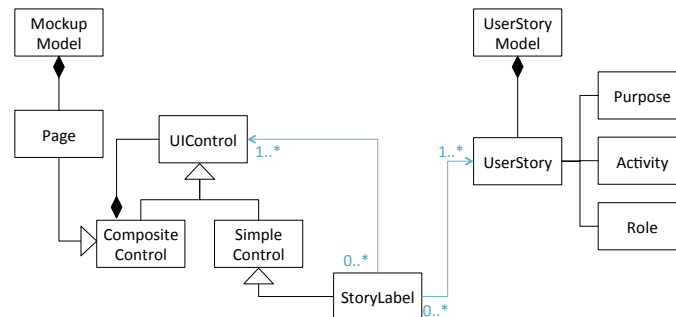 Mockup
Model
UserStory
Model
Page
UIControl
1..*
1..*
UserStory
Purpose
Activity
Role
Composite
Control
Simple
Control
0..*
StoryLabel
0..*